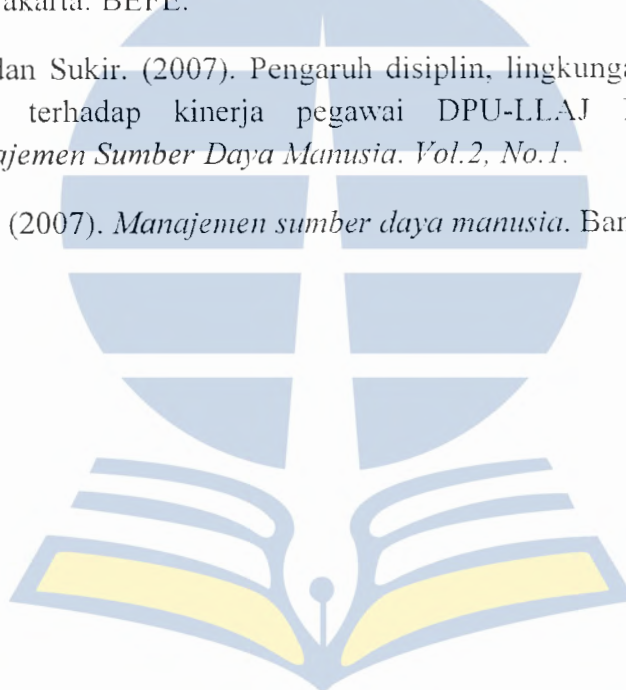 akarta. BEFE.
dan Sukir. (2007). Pengaruh disiplin, lingkunga
terhadap kinerja pegawai DPU-LLAJ
ajemen Sumber Daya Manusia. Vol.2, No.1.
(2007). Manajemen sumber daya manusia. Ban